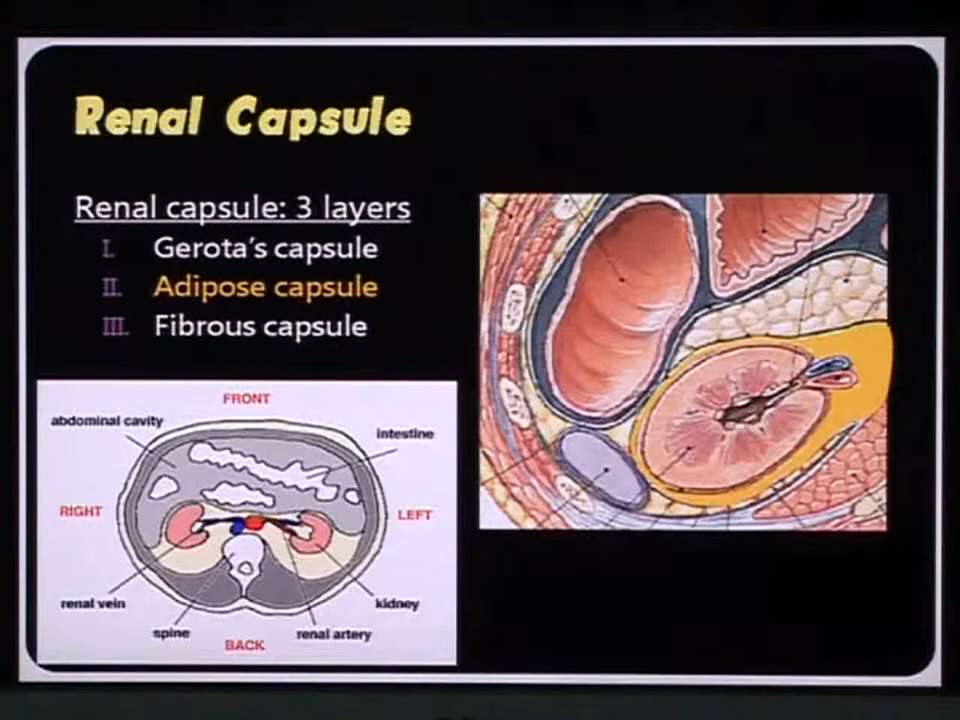 Renal Capsule
Renal capsule: 3 layers
I. Gerota's capsule
II. Adipose capsule
III. Fibrous capsule
FRONT
abdominal cavity
intestine
RIGHT
LEFT
renal vein
kidney
spine
renal artery
BACK